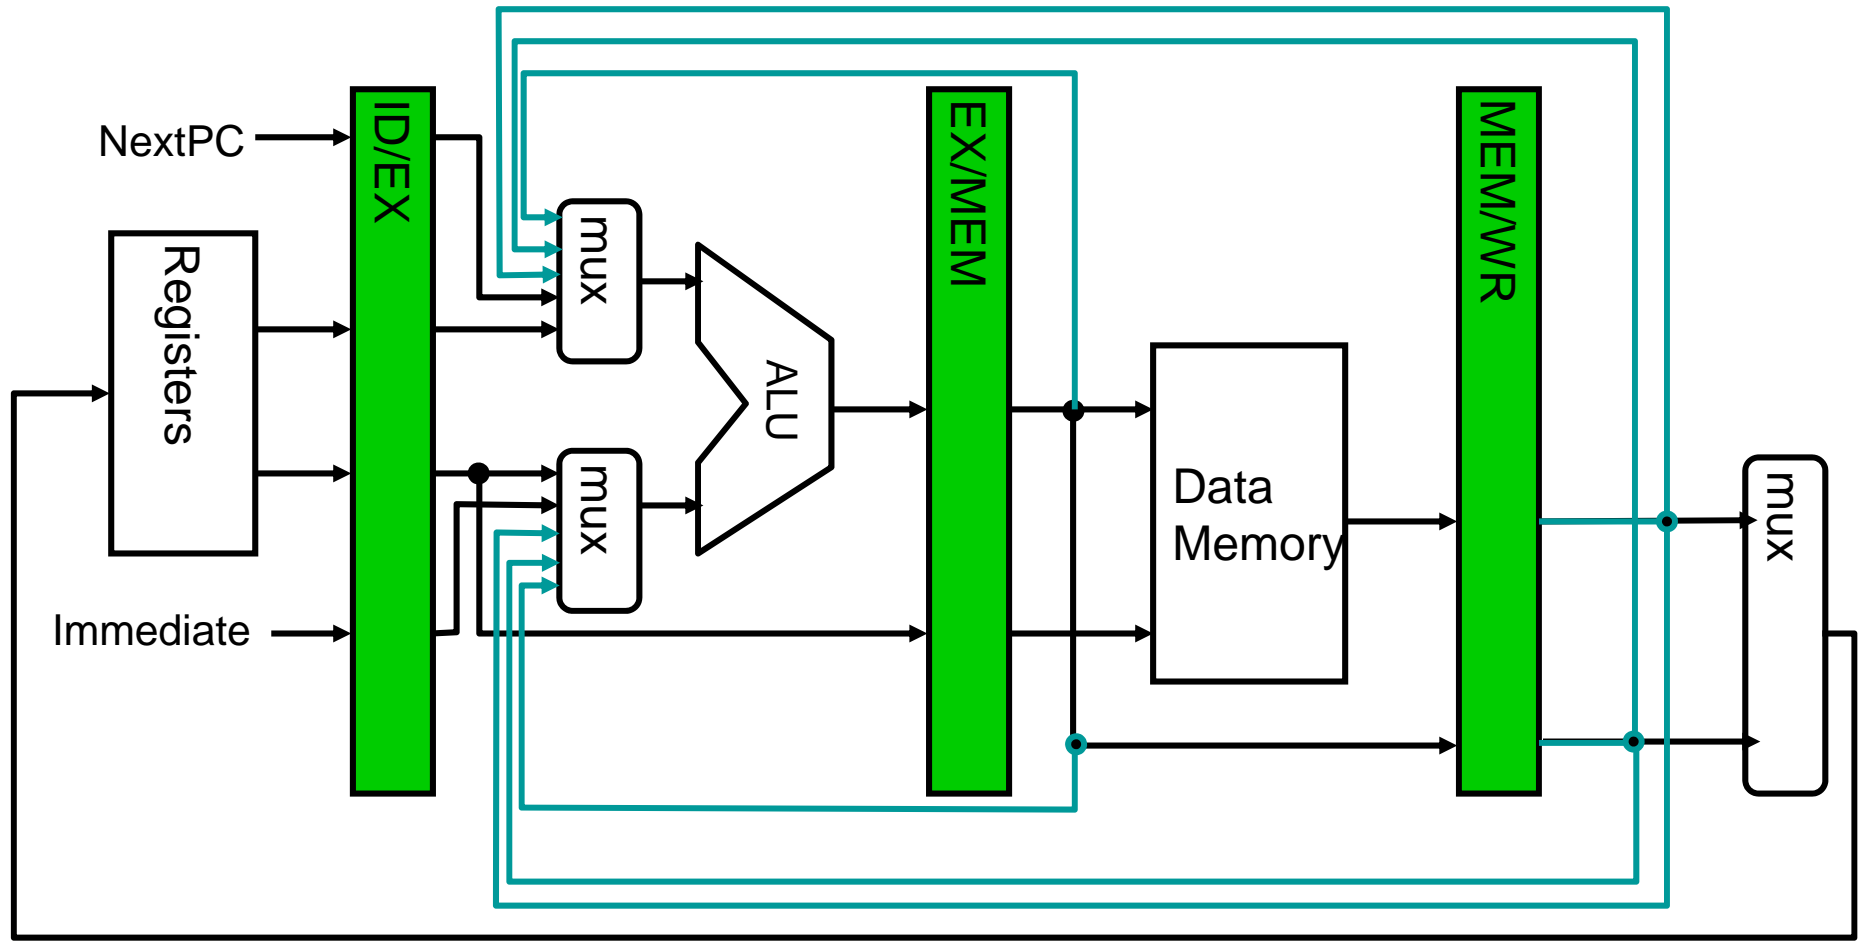 NextPC
ID/EX
EX/MEM
MEM/WR
Registers
mux
ALU
mux
Data
Memory
mux
Immediate